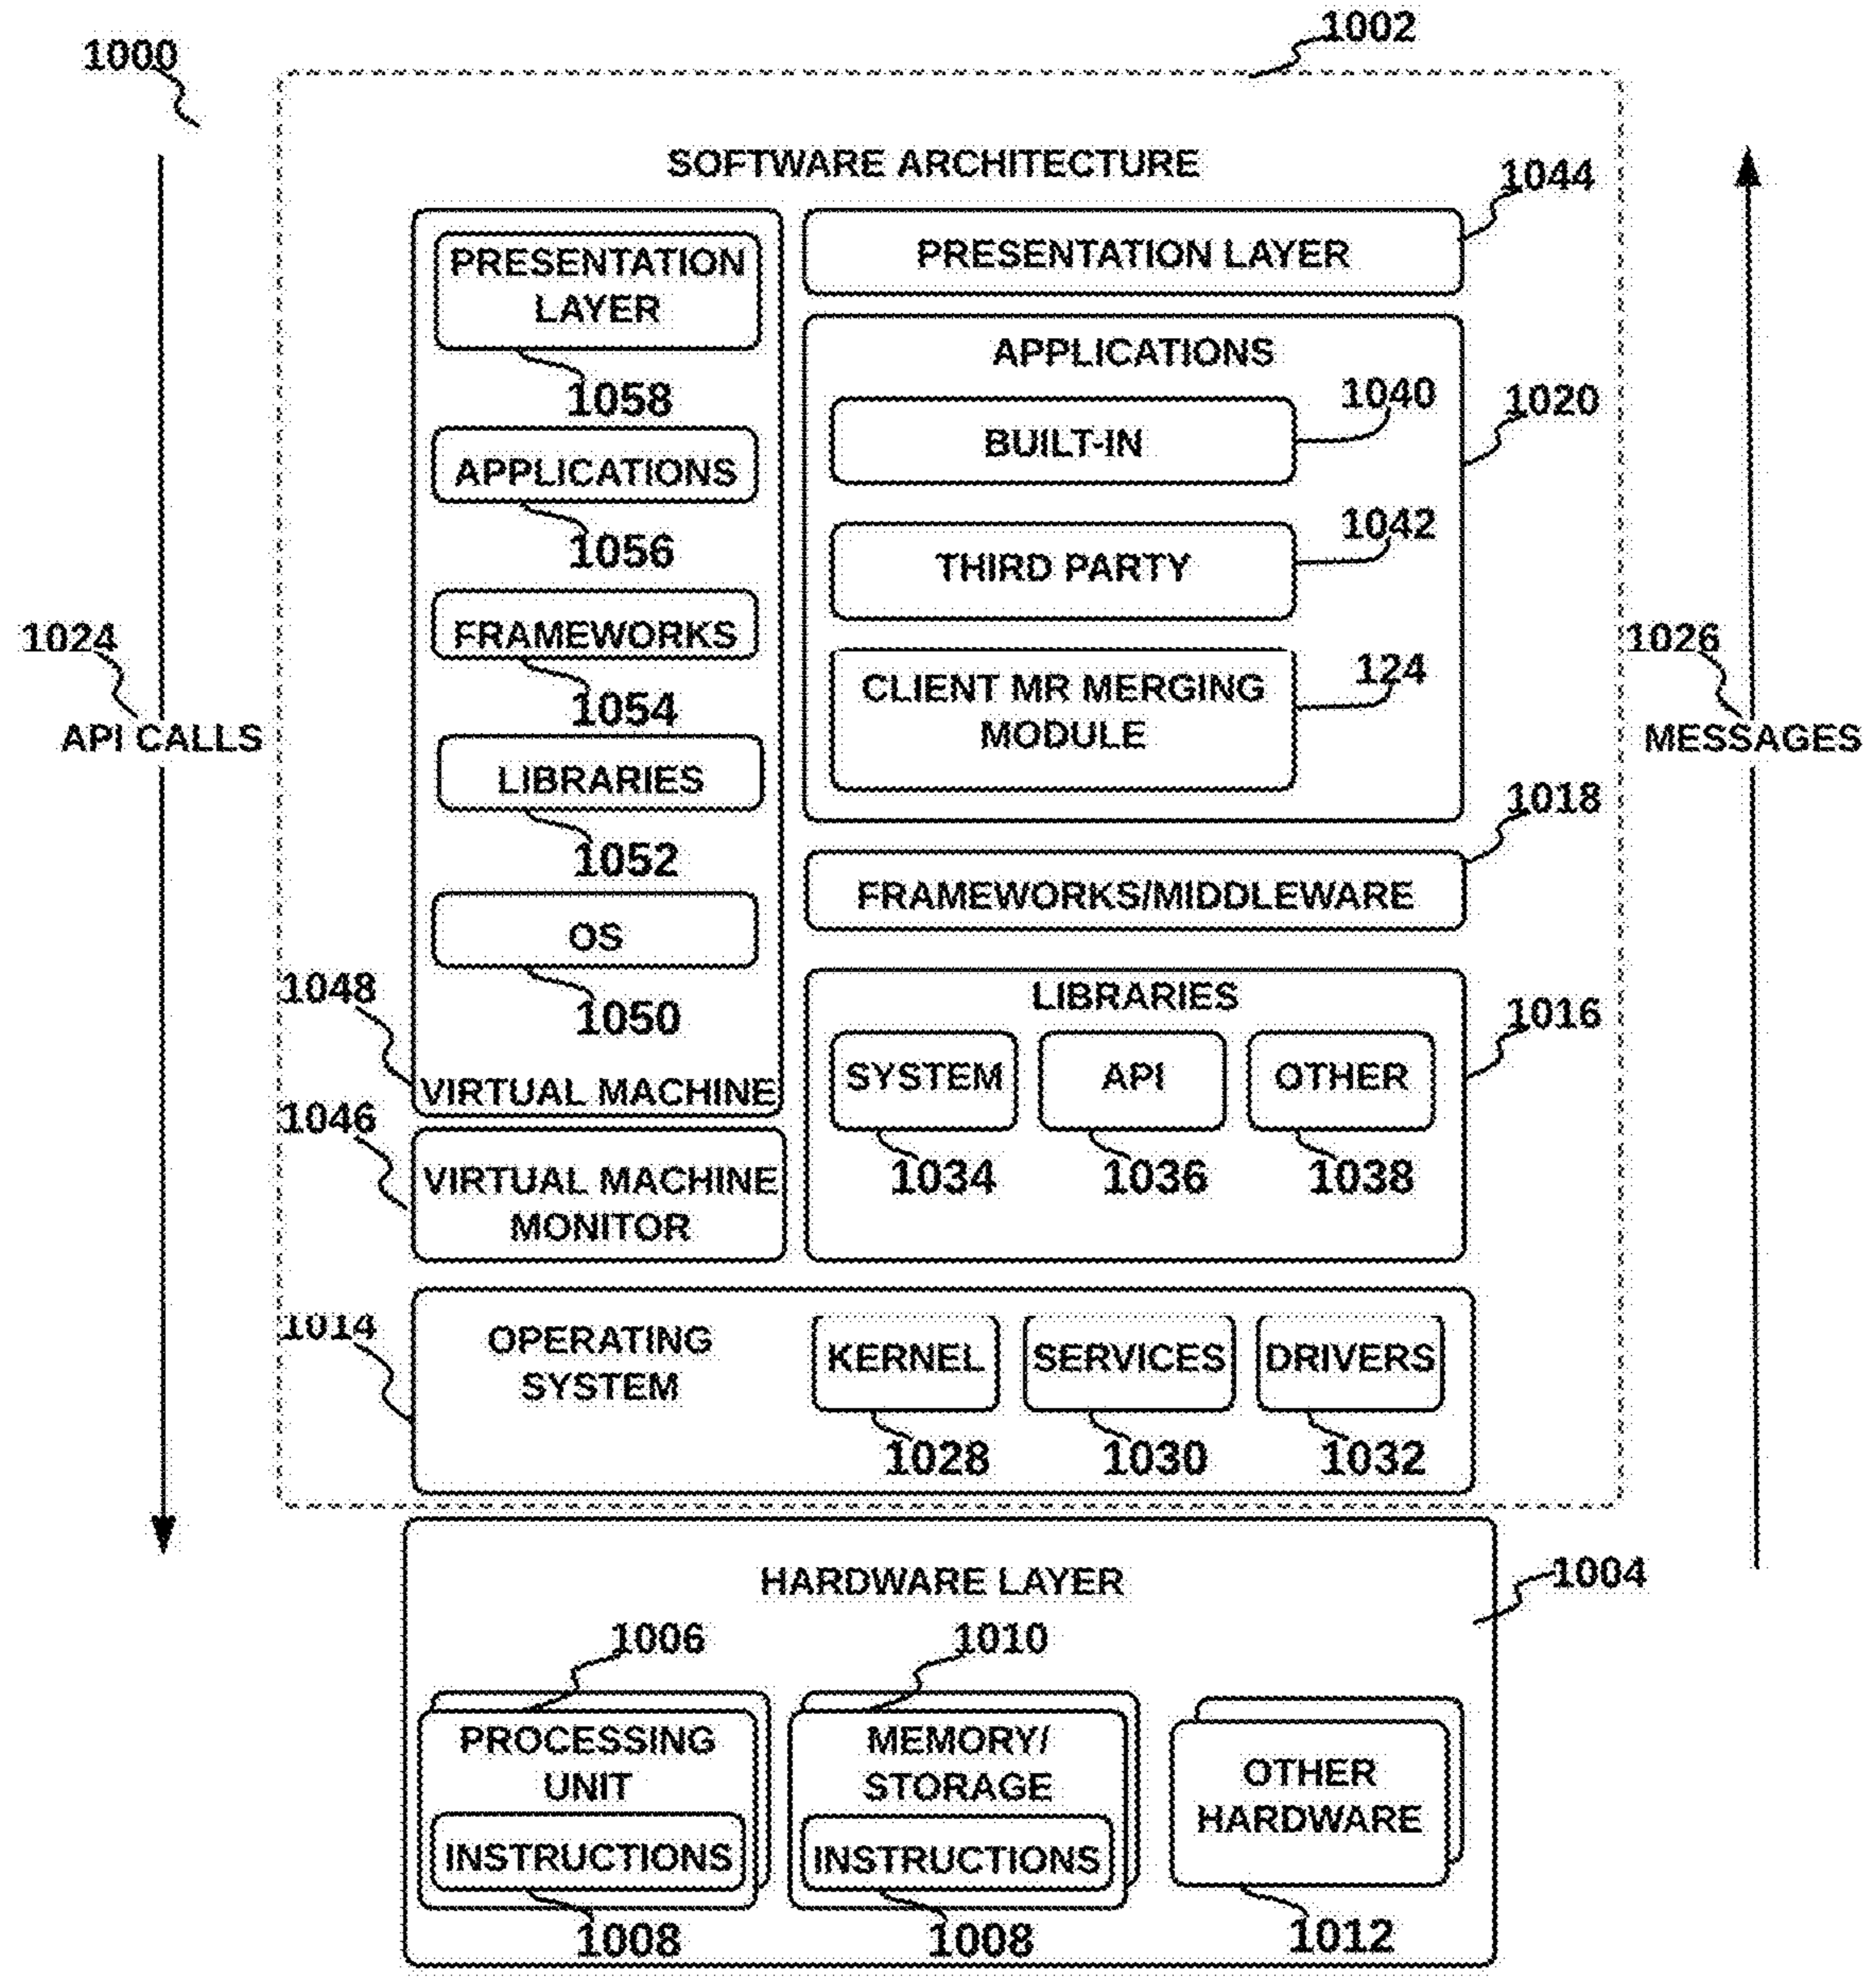 1000
1002
SOFTWARE ARCHITECTURE
1044
PRESENTATION
LAYER
1058
APPLICATIONS
1056
FRAMEWORKS
1054
LIBRARIES
1052
OS
1050
1048
VIRTUAL MACHINE
1046
VIRTUAL MACHINE
MONITOR
PRESENTATION LAYER
APPLICATIONS
1040
1020
BUILT-IN
1042
THIRD PARTY
124
CLIENT MR MERGING
MODULE
1018
FRAMEWORKS/MIDDLEWARE
LIBRARIES
1016
SYSTEM
API
OTHER
1034
1036
1038
1024
API CALLS
1026
MESSAGES
1014
OPERATING
SYSTEM
KERNEL
SERVICES
DRIVERS
1028
1030
1032
HARDWARE LAYER
1004
1006
1010
PROCESSING
UNIT
INSTRUCTIONS
1008
MEMORY/
STORAGE
INSTRUCTIONS
1008
OTHER
HARDWARE
1012